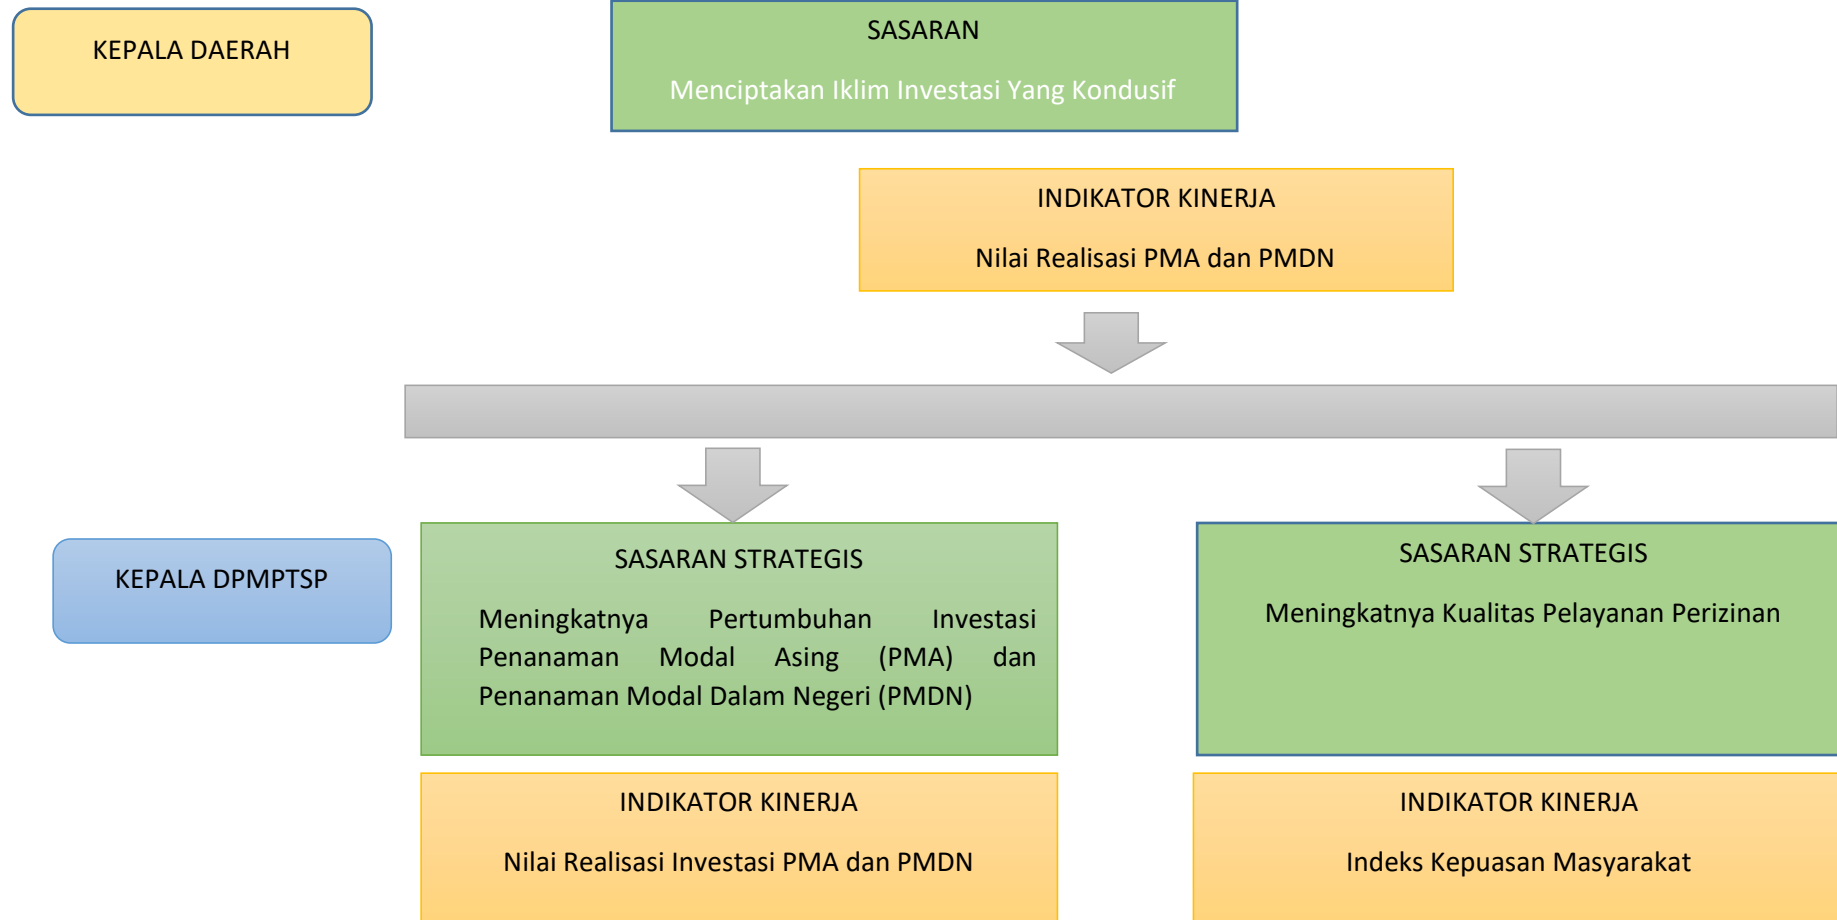 KEPALA DAERAH
SASARAN
Menciptakan Iklim Investasi Yang Kondusif
INDIKATOR KINERJA
Nilai Realisasi PMA dan PMDN
KEPALA DPMPTSP
SASARAN STRATEGIS
Meningkatnya Pertumbuhan Investasi
Penanaman Modal Asing (PMA) dan
Penanaman Modal Dalam Negeri (PMDN)
SASARAN STRATEGIS
Meningkatnya Kualitas Pelayanan Perizinan
INDIKATOR KINERJA
Nilai Realisasi Investasi PMA dan PMDN
INDIKATOR KINERJA
Indeks Kepuasan Masyarakat